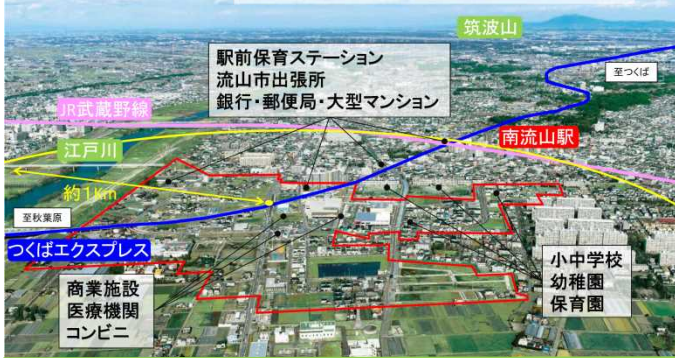 筑波山
駅前保育ステーション
流山市出張所
銀行・郵便局・大型マンション
至つくば
JR武蔵野線
南流山駅
江戸川
約1Km
至秋葉原
つくばエクスプレス
小中学校
幼稚園
保育園
商業施設
医療機関
コンビニ